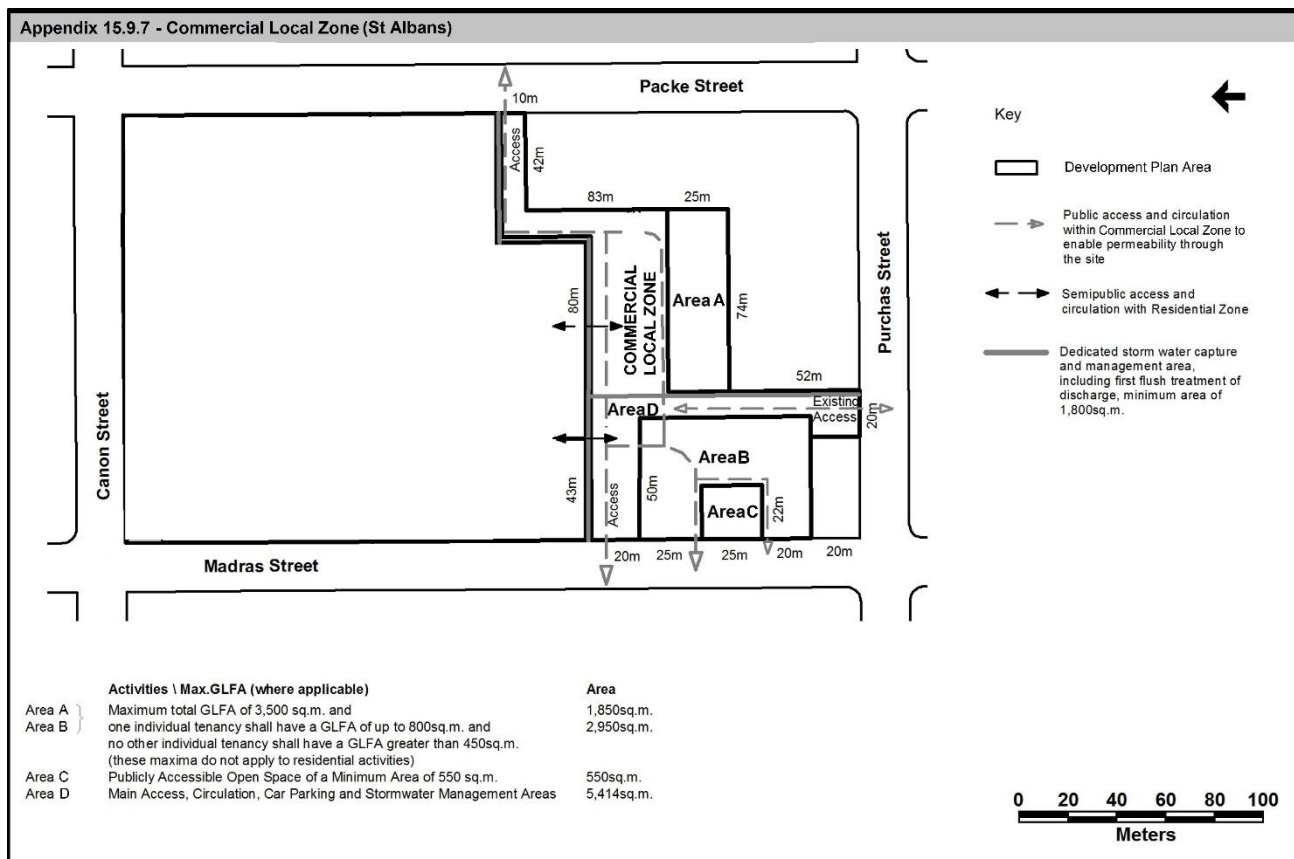 Appendix 15.9.7 - Commercial Local Zone (St Albans)
Packe Street
10m
Access
42m
83m
25m
80m
COMMERCIAL
LOCAL ZONE
Area A
74m
Purchas Street
52m
Area D
Existing
Access
20m
Canon Street
43m
Access
50m
Area B
Area C
22m
20m
25m
25m
20m
20m
Madras Street
Key
Development Plan Area
Public access and circulation
within Commercial Local Zone to
enable permeability through
the site
Semipublic access and
circulation with Residential Zone
Dedicated storm water capture
and management area,
including first flush treatment of
discharge, minimum area of
1,800sq.m.
Activities \ Max.GLFA (where applicable) Area
Area A Maximum total GLFA of 3,500 sq.m. and 1,850sq.m.
Area B one individual tenancy shall have a GLFA of up to 800sq.m. and 2,950sq.m.
no other individual tenancy shall have a GLFA greater than 450sq.m.
(these maxima do not apply to residential activities)
Area C Publicly Accessible Open Space of a Minimum Area of 550 sq.m. 550sq.m.
Area D Main Access, Circulation, Car Parking and Stormwater Management Areas 5,414sq.m.
0 20 40 60 80 100
Meters